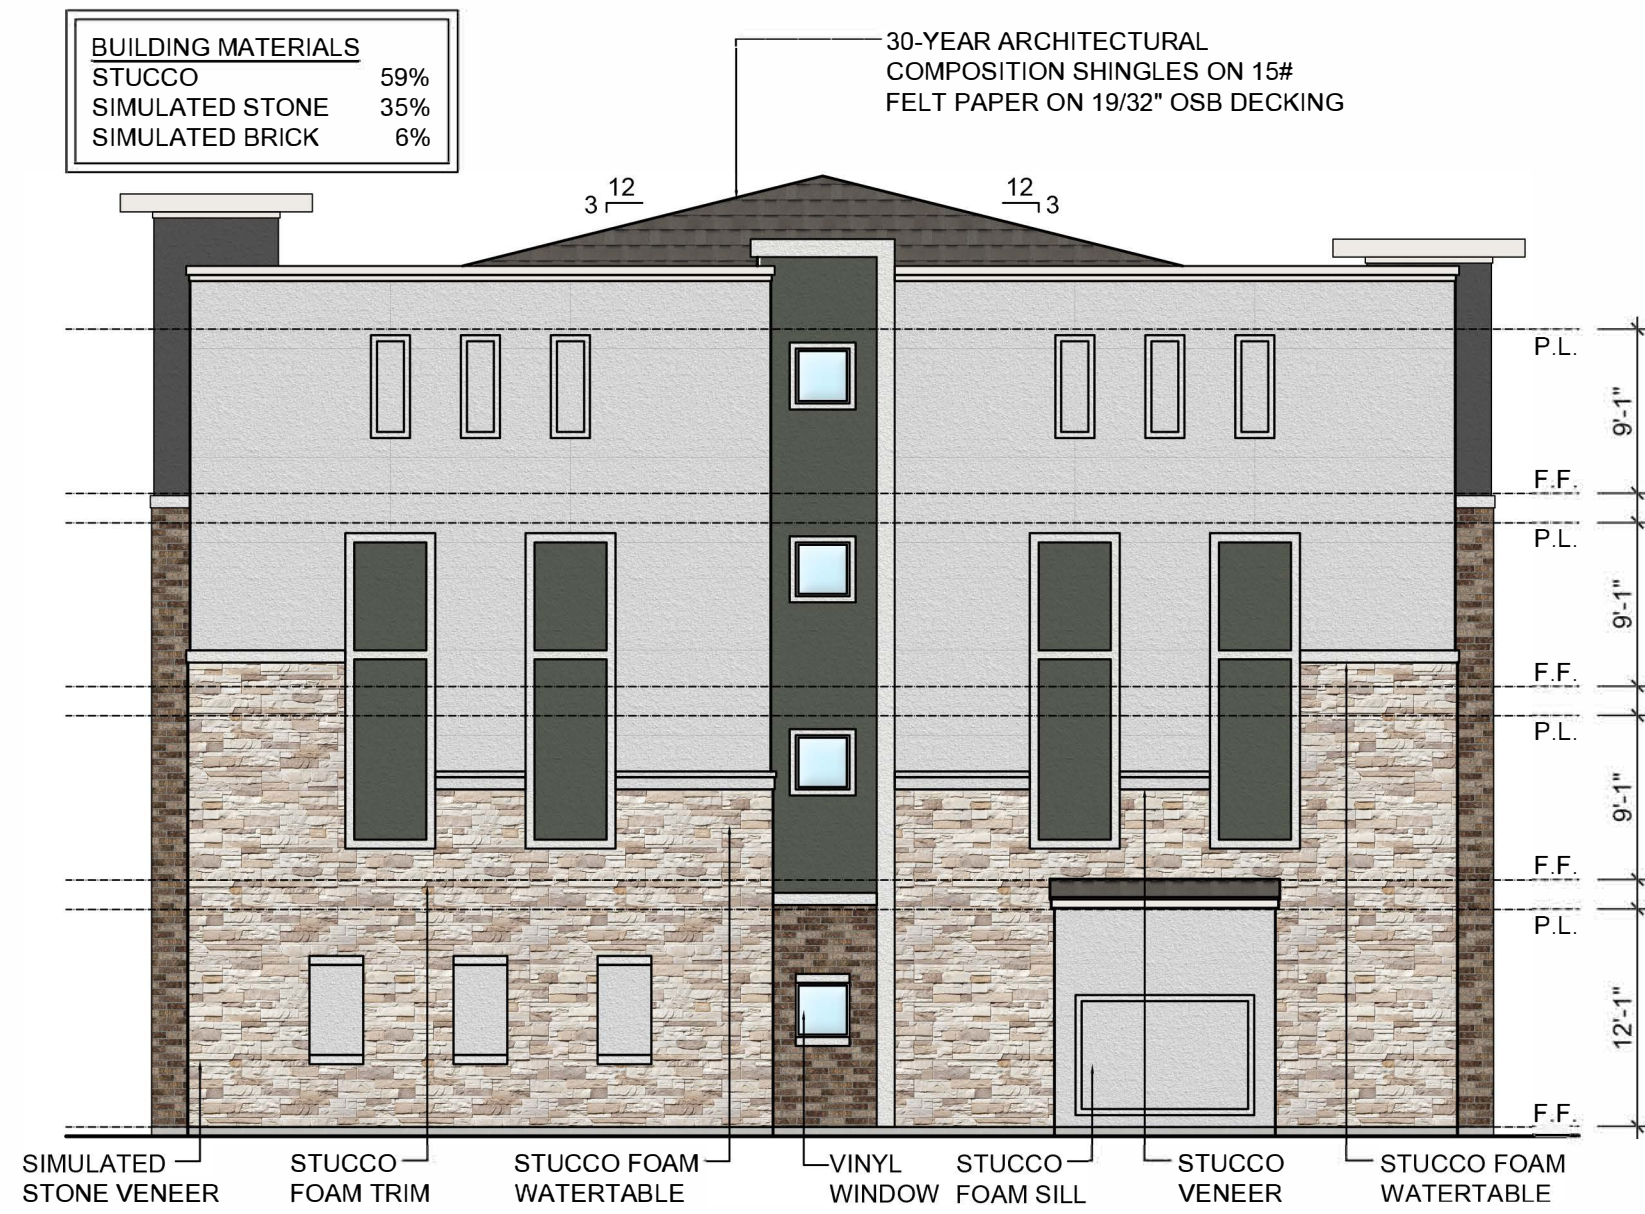 BUILDING MATERIALS
STUCCO 59%
SIMULATED STONE 35%
SIMULATED BRICK 6%
30-YEAR ARCHITECTURAL
COMPOSITION SHINGLES ON 15#
FELT PAPER ON 19/32" OSB DECKING
12
3
12
3
P.L.
9'-1"
F.F.
P.L.
9'-1"
F.F.
P.L.
9'-1"
F.F.
P.L.
12'-1"
F.F.
SIMULATED
STONE VENEER
STUCCO
FOAM TRIM
STUCCO FOAM
WATERTABLE
VINYL
WINDOW
STUCCO
FOAM SILL
STUCCO
VENEER
STUCCO FOAM
WATERTABLE